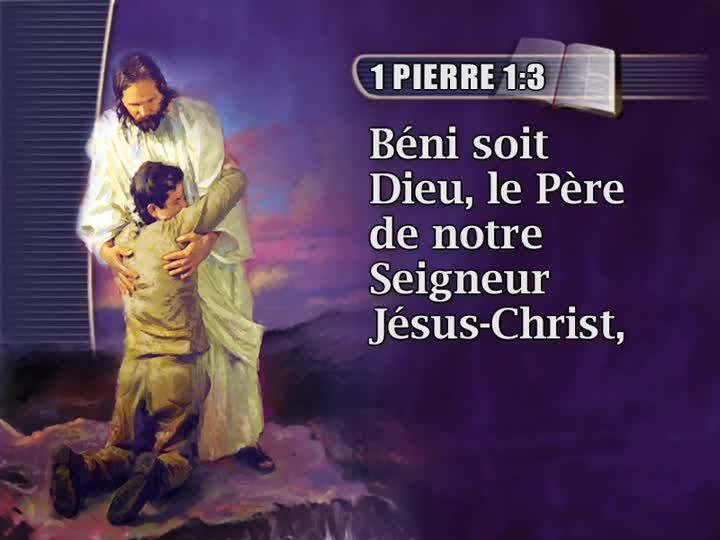 1 PIERRE 1:3
Béni soit
Dieu, le Père
de notre
Seigneur
Jésus-Christ,